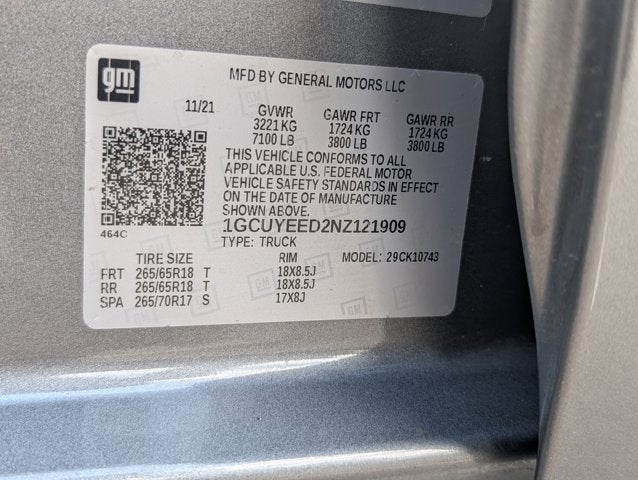 gm
MFD BY GENERAL MOTORS LLC
11/21 GVWR GAWR FRT GAWR RR
3221 KG 1724 KG 1724 KG
7100 LB 3800 LB 3800 LB
THIS VEHICLE CONFORMS TO ALL
APPLICABLE U.S. FEDERAL MOTOR
VEHICLE SAFETY STANDARDS IN EFFECT
ON THE DATE OF MANUFACTURE
SHOWN ABOVE.
464C
1GCUYEED2NZ121909
TYPE: TRUCK MODEL: 29CK10743
TIRE SIZE RIM
FRT 265/65R18 T 18X8.5J
RR 265/65R18 T 18X8.5J
SPA 265/70R17 S 17X8J